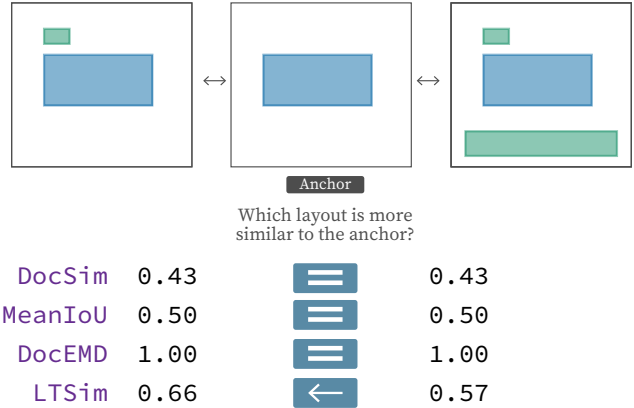 Anchor
Which layout is more
similar to the anchor?
DocSim 0.43 0.43
MeanIoU 0.50 0.50
DocEMD 1.00 1.00
LTSim 0.66 0.57